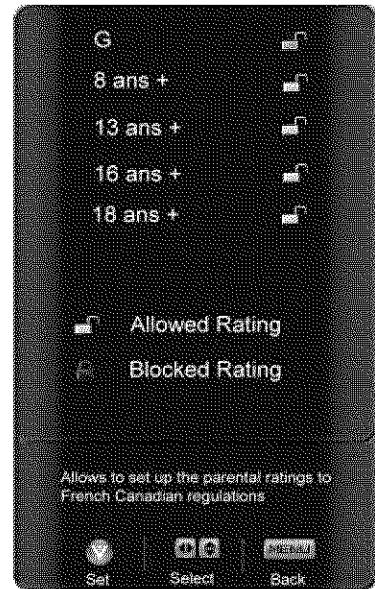 G
8 ans +
13 ans +
16 ans +
18 ans +
Allowed Rating
Blocked Rating
Allows to set up the parental ratings to
French Canadian regulations
Set Select Back